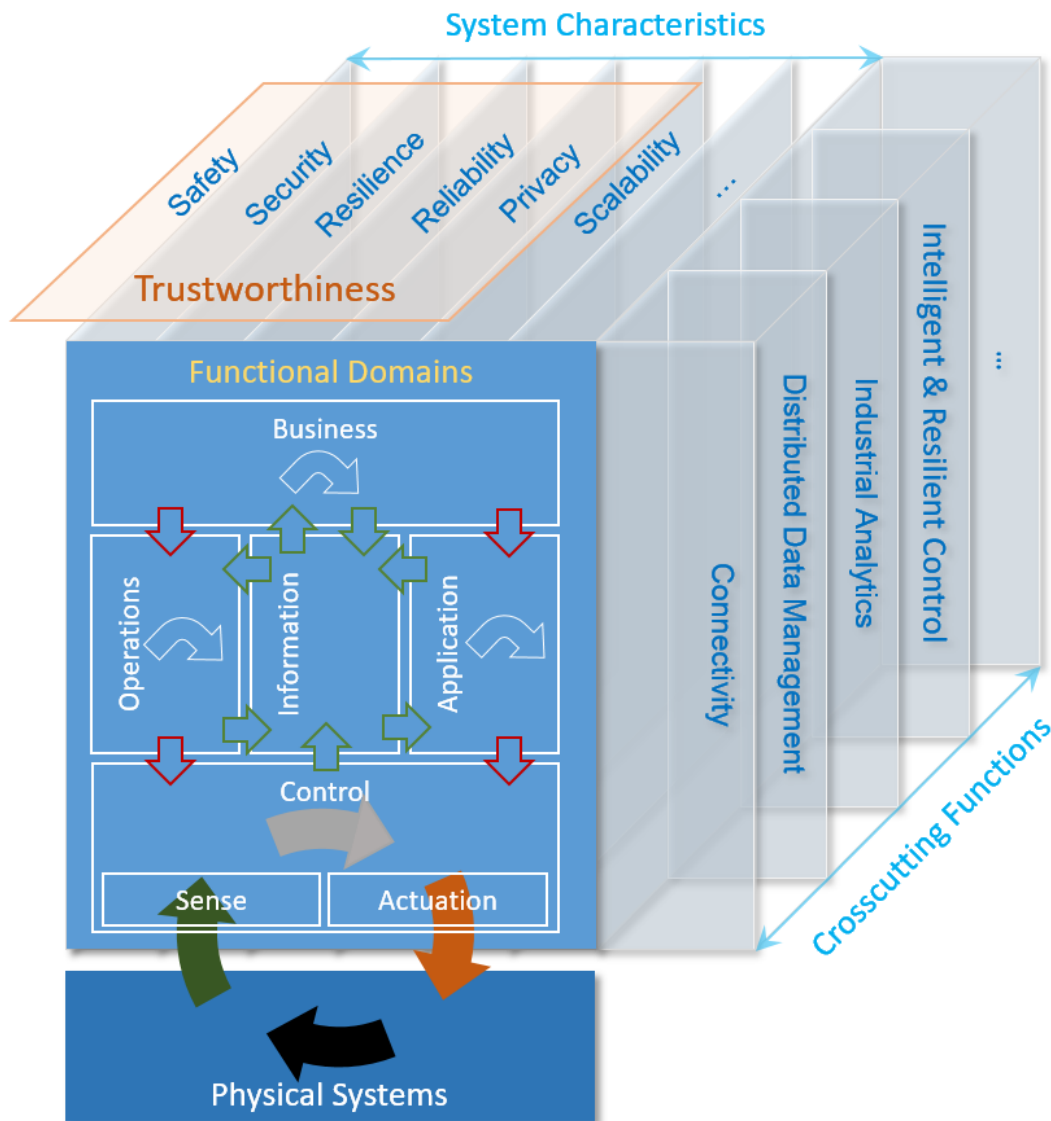 System Characteristics
Safety
Security
Resilience
Reliability
Privacy
Scalability
...
Trustworthiness
Functional Domains
Business
Operations
Information
Application
Control
Sense
Actuation
Physical Systems
Connectivity
Distributed Data Management
Industrial Analytics
Intelligent & Resilient Control
...
Crosscutting Functions